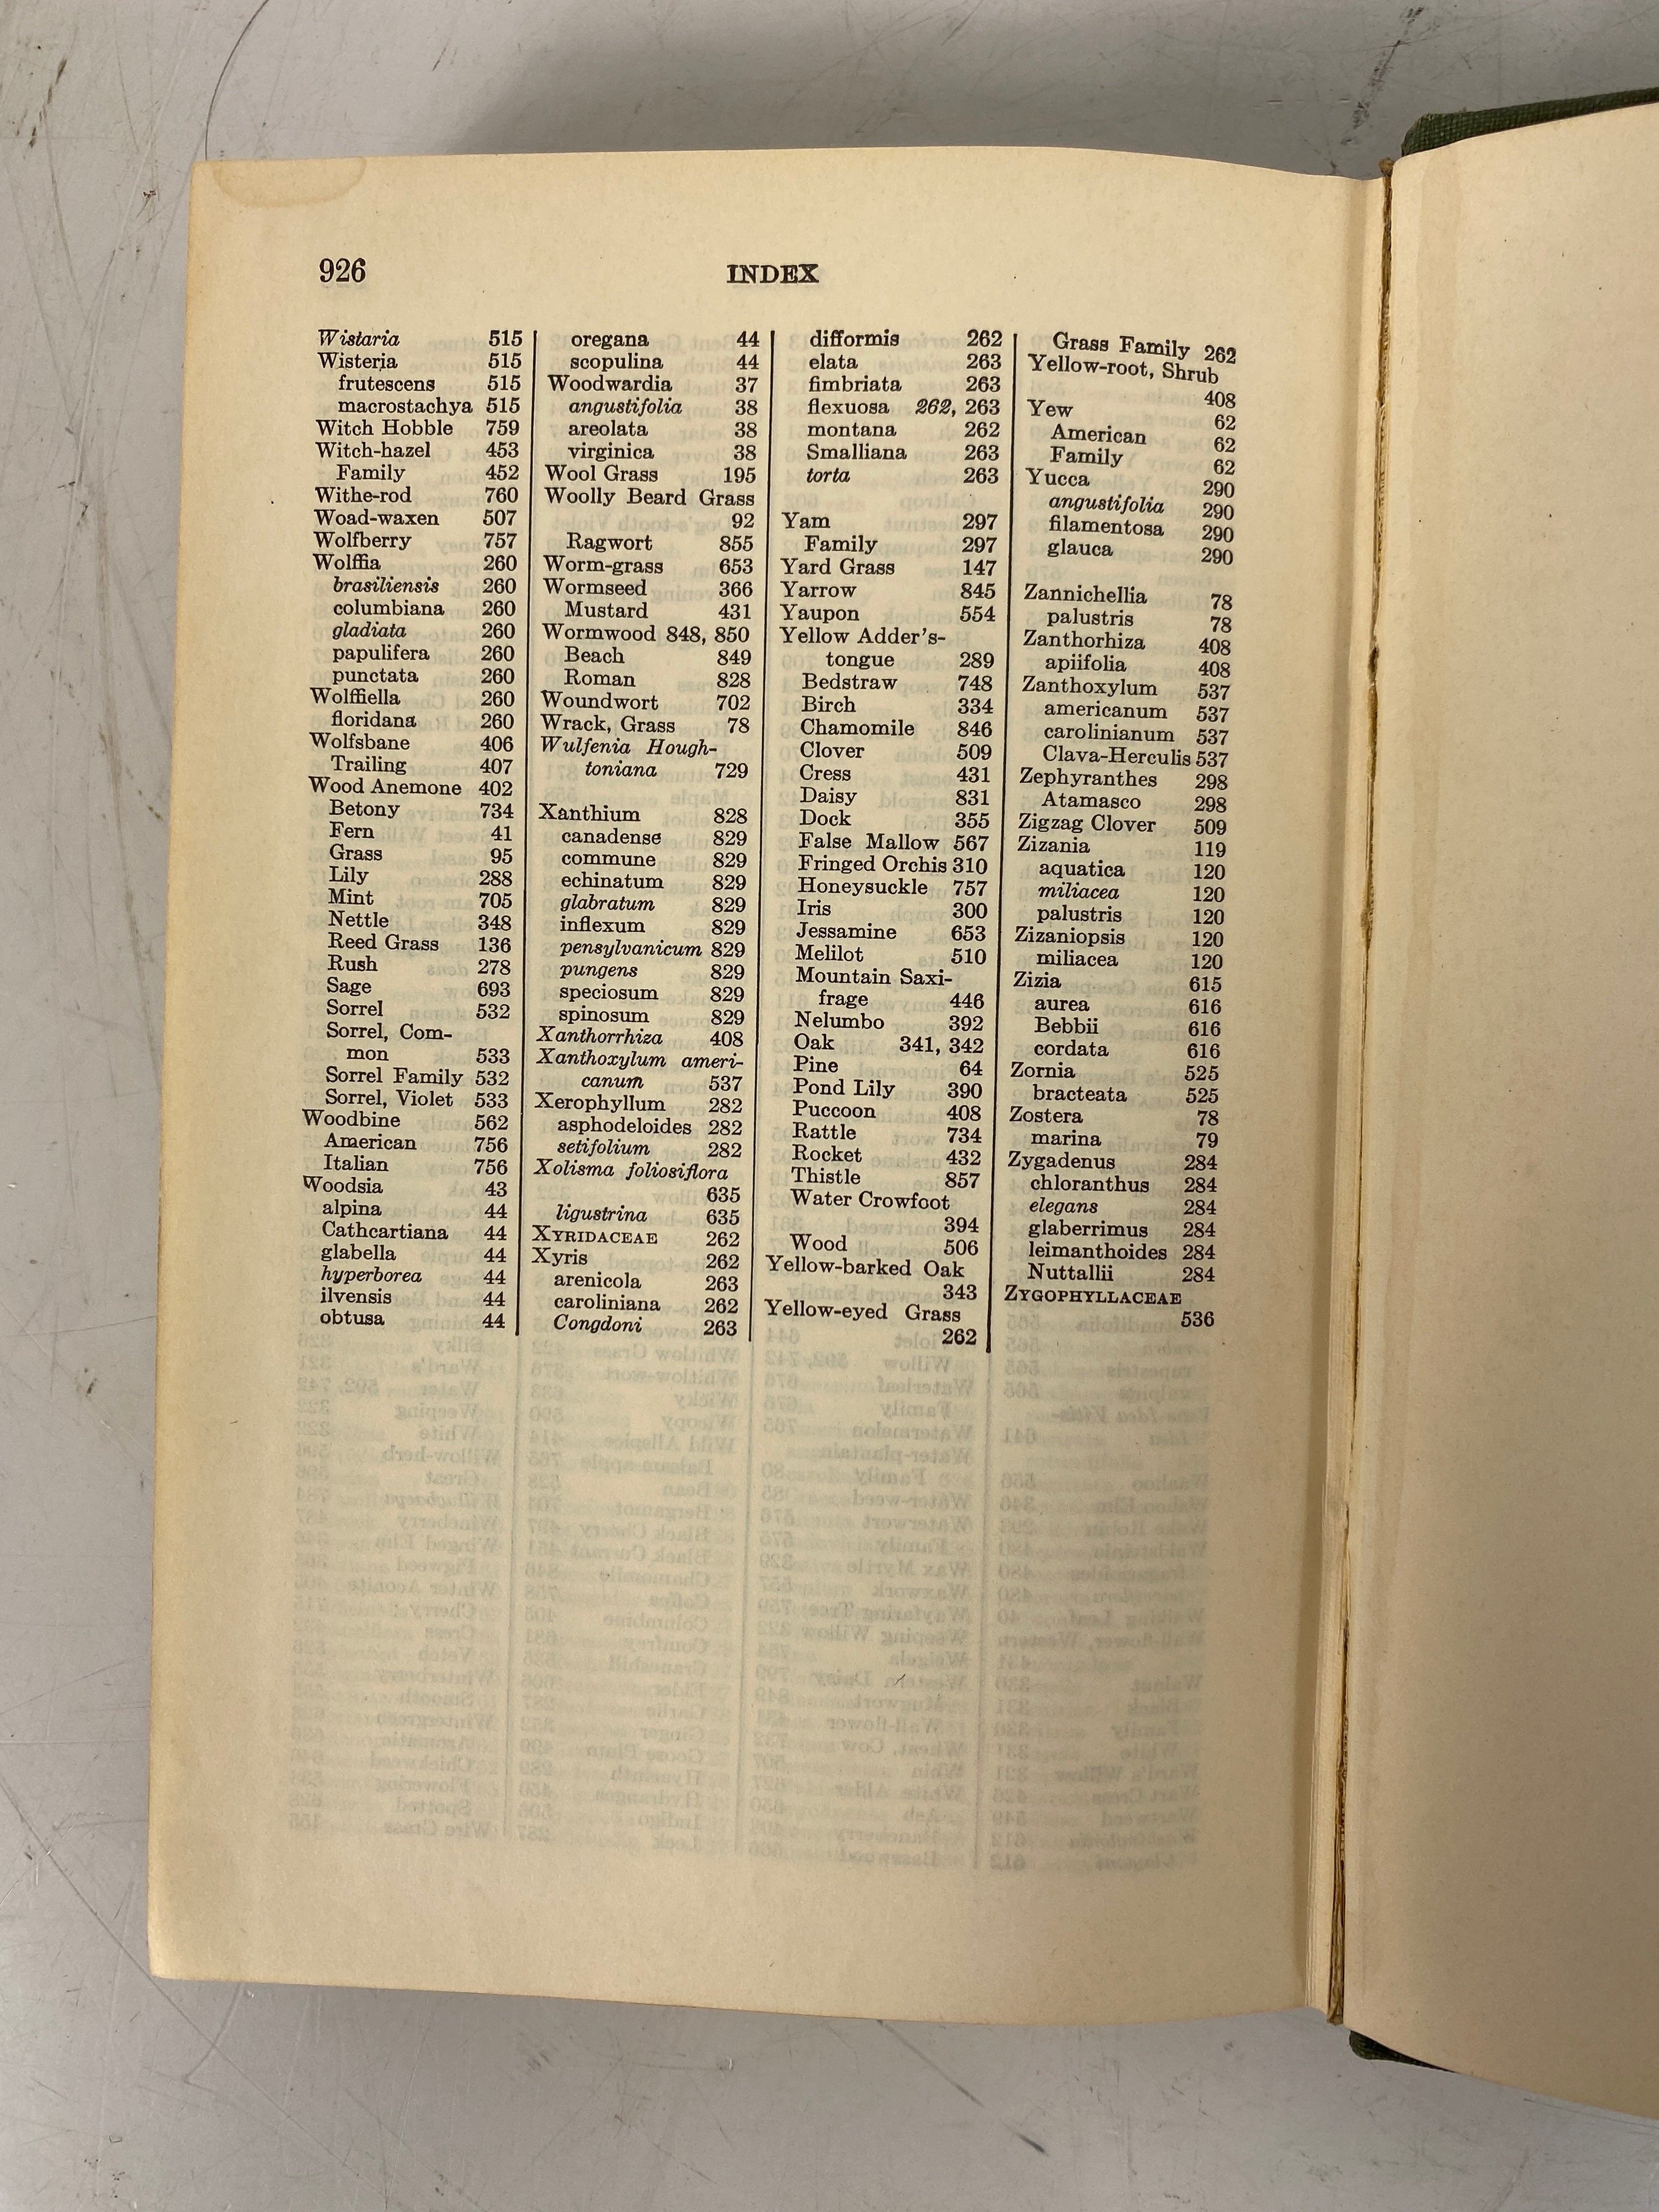 926
INDEX
Wistaria 515
Wisteria 515
frutescens 515
macrostachya 515
Witch Hobble 759
Witch-hazel 453
Family 452
Withe-rod 760
Woad-waxen 507
Wolfberry 757
Wolffia 260
brasiliensis 260
columbiana 260
gladiata 260
papulifera 260
punctata 260
Wolffiella 260
floridana 260
Wolfsbane 406
Trailing 407
Wood Anemone 402
Betony 734
Fern 41
Grass 95
Lily 288
Mint 705
Nettle 348
Reed Grass 136
Rush 278
Sage 693
Sorrel 532
Sorrel, Com-
mon 533
Sorrel Family 532
Sorrel, Violet 533
Woodbine 562
American 756
Italian 756
Woodsia 43
alpina 44
Cathcartiana 44
glabella 44
hyperborea 44
ilvensis 44
obtusa 44
oregana 44
scopulina 44
Woodwardia 37
angustifolia 38
areolata 38
virginica 38
Wool Grass 195
Woolly Beard Grass
92
Ragwort 855
Worm-grass 653
Wormseed 366
Mustard 431
Wormwood 848, 850
Beach 849
Roman 828
Woundwort 702
Wrack, Grass 78
Wulfenia Hough-
toniana 729
Xanthium 828
canadense 829
commune 829
echinatum 829
glabratum 829
inflexum 829
pensylvanicum 829
pungens 829
speciosum 829
spinosum 829
Xanthorrhiza 408
Xanthoxylum ameri-
canum 537
Xerophyllum 282
asphodeloides 282
setifolium 282
Xolisma foliosiflora
635
ligustrina 635
XYRIDACEAE 262
Xyris 262
arenicola 263
caroliniana 262
Congdoni 263
difformis 262
elata 263
fimbriata 263
flexuosa 262, 263
montana 262
Smalliana 263
torta 263
Yam 297
Family 297
Yard Grass 147
Yarrow 845
Yaupon 554
Yellow Adder's-
tongue 289
Bedstraw 748
Birch 334
Chamomile 846
Clover 509
Cress 431
Daisy 831
Dock 355
False Mallow 567
Fringed Orchis 310
Honeysuckle 757
Iris 300
Jessamine 653
Melilot 510
Mountain Saxi-
frage 446
Nelumbo 392
Oak 341, 342
Pine 64
Pond Lily 390
Puccoon 408
Rattle 734
Rocket 432
Thistle 857
Water Crowfoot
394
Wood 506
Yellow-barked Oak
343
Yellow-eyed Grass
262
Grass Family 262
Yellow-root, Shrub
408
Yew 62
American 62
Family 62
Yucca 290
angustifolia 290
filamentosa 290
glauca 290
Zannichellia 78
palustris 78
Zanthorhiza 408
apiifolia 408
Zanthoxylum 537
americanum 537
carolinianum 537
Clava-Herculis 537
Zephyranthes 298
Atamasco 298
Zigzag Clover 509
Zizania 119
aquatica 120
miliacea 120
palustris 120
Zizaniopsis 120
miliacea 120
Zizia 615
aurea 616
Bebbii 616
cordata 616
Zornia 525
bracteata 525
Zostera 78
marina 79
Zygadenus 284
chloranthus 284
elegans 284
glaberrimus 284
leimanthoides 284
Nuttallii 284
ZYGOPHYLLACEAE
536